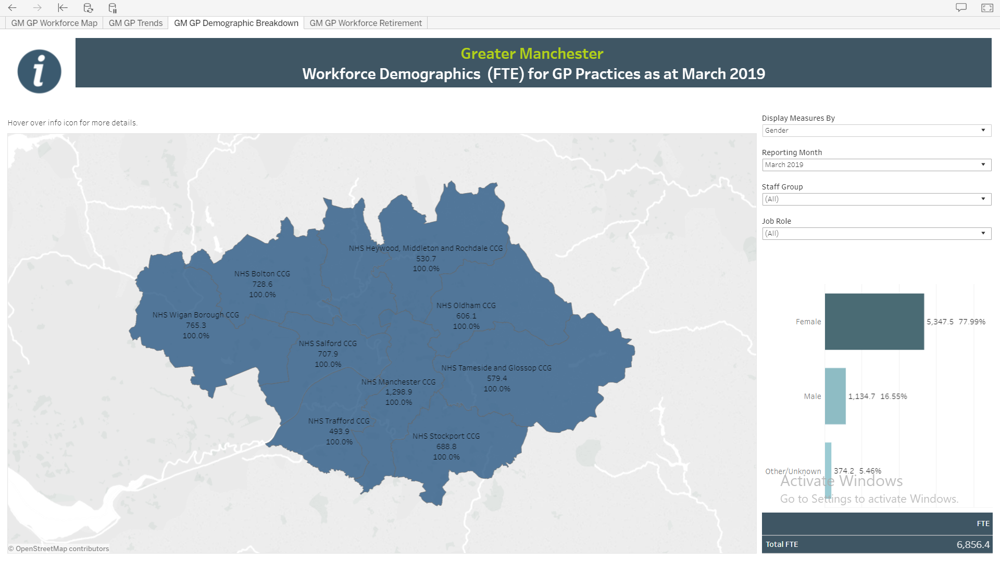 GM GP Workforce Map
GM GP Trends
GM GP Demographic Breakdown
GM GP Workforce Retirement
i
Greater Manchester
Workforce Demographics (FTE) for GP Practices as at March 2019
Hover over info icon for more details.
Display Measures By
Gender
Reporting Month
March 2019
Staff Group
(All)
Job Role
(All)
NHS Heywood, Middleton and Rochdale CCG
530.7
100.0%
NHS Bolton CCG
728.6
100.0%
NHS Oldham CCG
606.1
100.0%
NHS Wigan Borough CCG
765.3
100.0%
NHS Salford CCG
707.9
100.0%
NHS Tameside and Glossop CCG
579.4
100.0%
NHS Manchester CCG
1,298.9
100.0%
NHS Trafford CCG
493.9
100.0%
NHS Stockport CCG
688.8
100.0%
© OpenStreetMap contributors
Female 5,347.5 77.99%
Male 1,134.7 16.55%
Other/Unknown 374.2 5.46%
Activate Windows
Go to Settings to activate Windows.
FTE
Total FTE 6,856.4